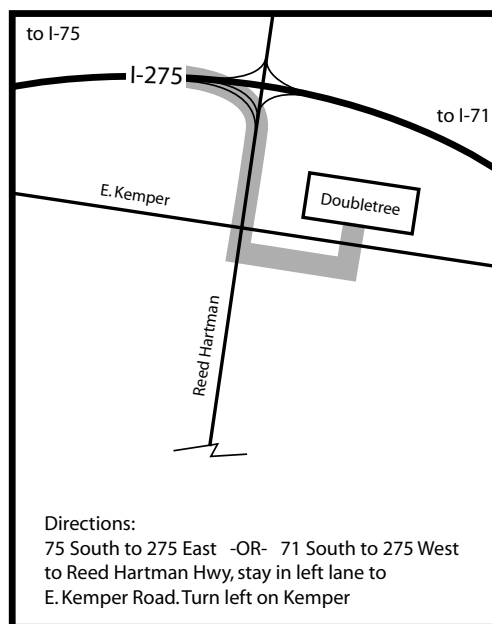 to I-75
I-275
to I-71
E. Kemper
Doubletree
Reed Hartman
Directions:
75 South to 275 East -OR- 71 South to 275 West
to Reed Hartman Hwy, stay in left lane to
E. Kemper Road. Turn left on Kemper